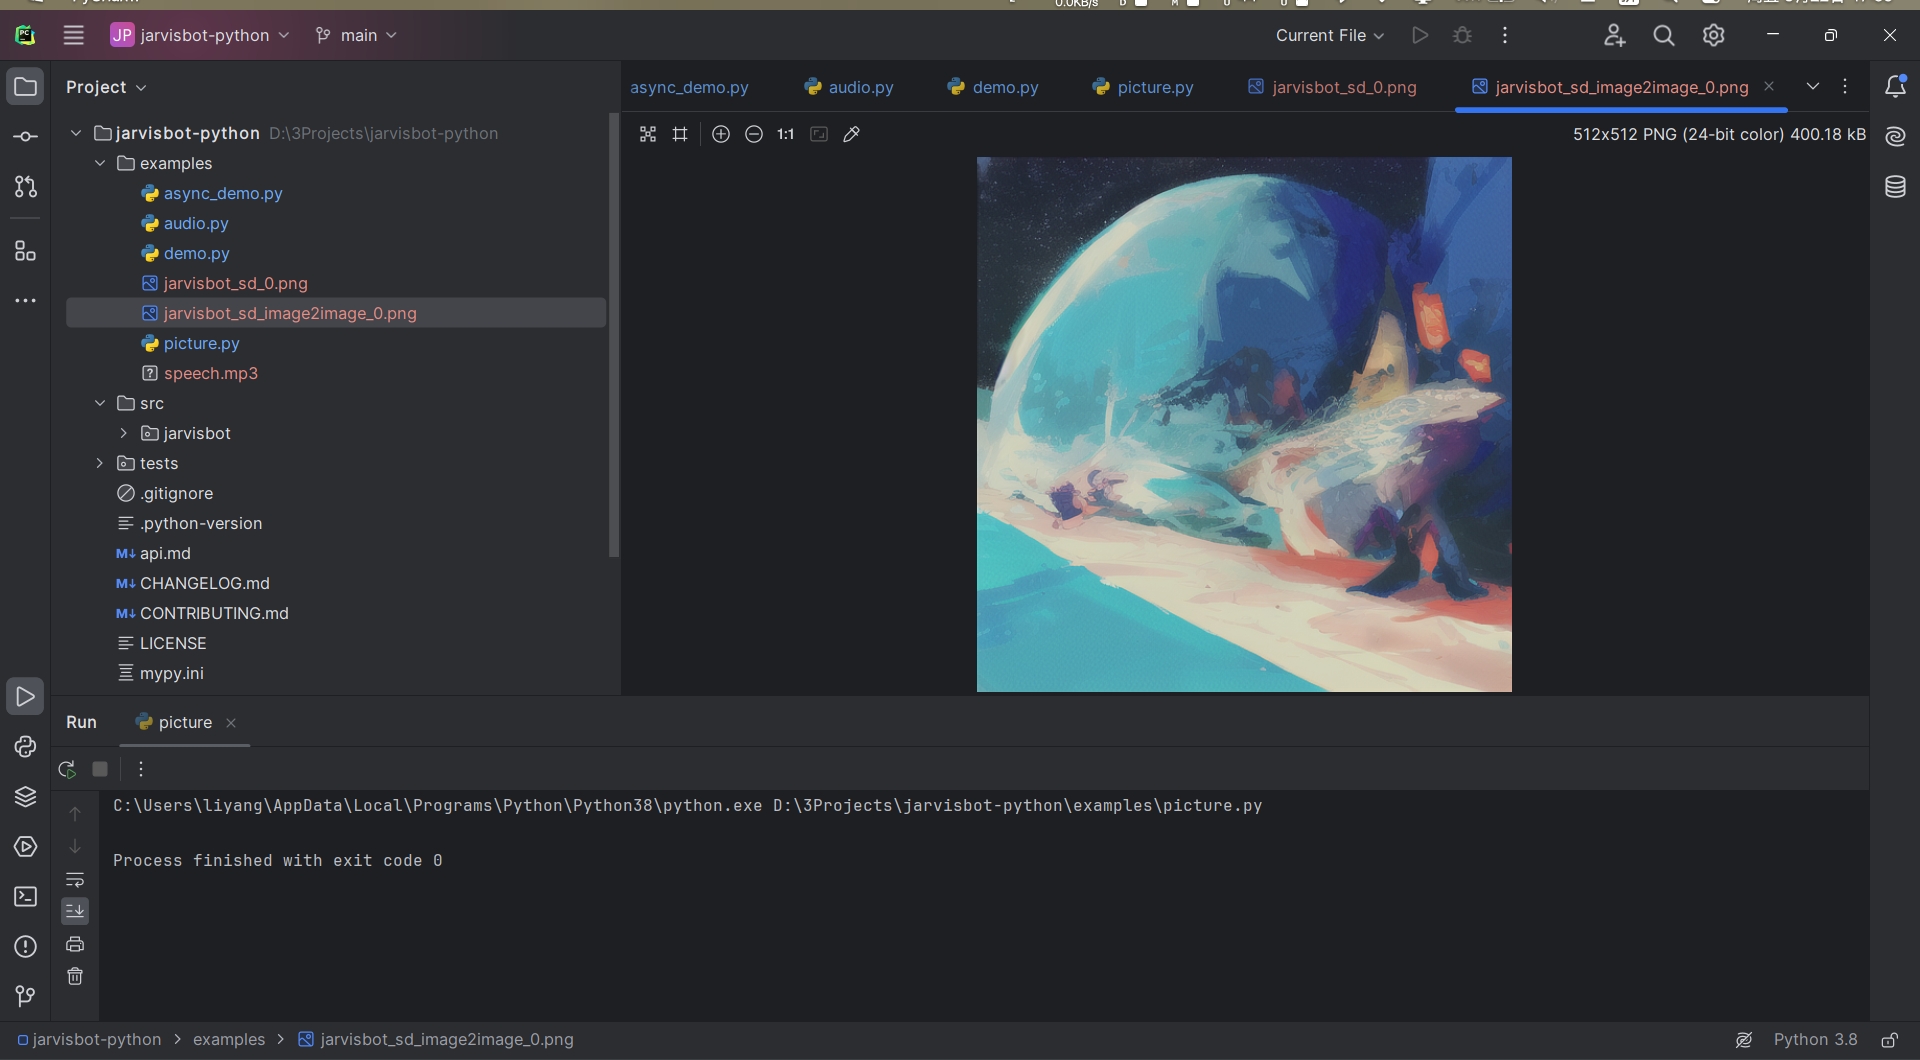 JP jarvisbot-python
main
Current File
Project
async_demo.py
audio.py
demo.py
picture.py
jarvisbot_sd_0.png
jarvisbot_sd_image2image_0.png
1:1
512x512 PNG (24-bit color) 400.18 kB
jarvisbot-python D:\3Projects\jarvisbot-python
examples
async_demo.py
audio.py
demo.py
jarvisbot_sd_0.png
jarvisbot_sd_image2image_0.png
picture.py
speech.mp3
src
jarvisbot
tests
.gitignore
.python-version
api.md
CHANGELOG.md
CONTRIBUTING.md
LICENSE
mypy.ini
Run
picture
C:\Users\liyang\AppData\Local\Programs\Python\Python38\python.exe D:\3Projects\jarvisbot-python\examples\picture.py
Process finished with exit code 0
jarvisbot-python
examples
jarvisbot_sd_image2image_0.png
Python 3.8